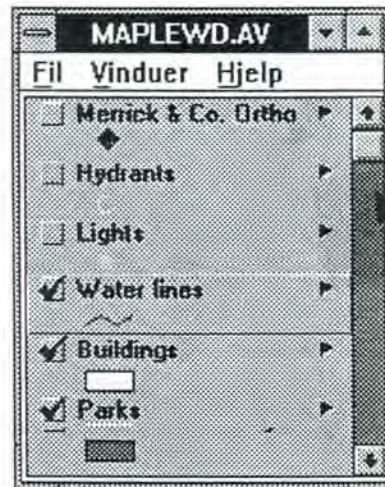 MAPLEWD.AV
Fil Vinduer Hjelp
Merrick & Co. Ortho
Hydrants
Lights
Water lines
Buildings
Parks